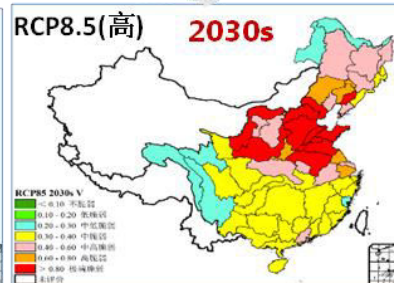 RCP8.5(高)
2030s
RCP85 2030s V
< 0.10 不脆弱
0.10 - 0.20 低脆弱
0.20 - 0.30 中低脆弱
0.30 - 0.40 中脆弱
0.40 - 0.60 中高脆弱
0.60 - 0.80 高脆弱
> 0.80 极端脆弱
未评价